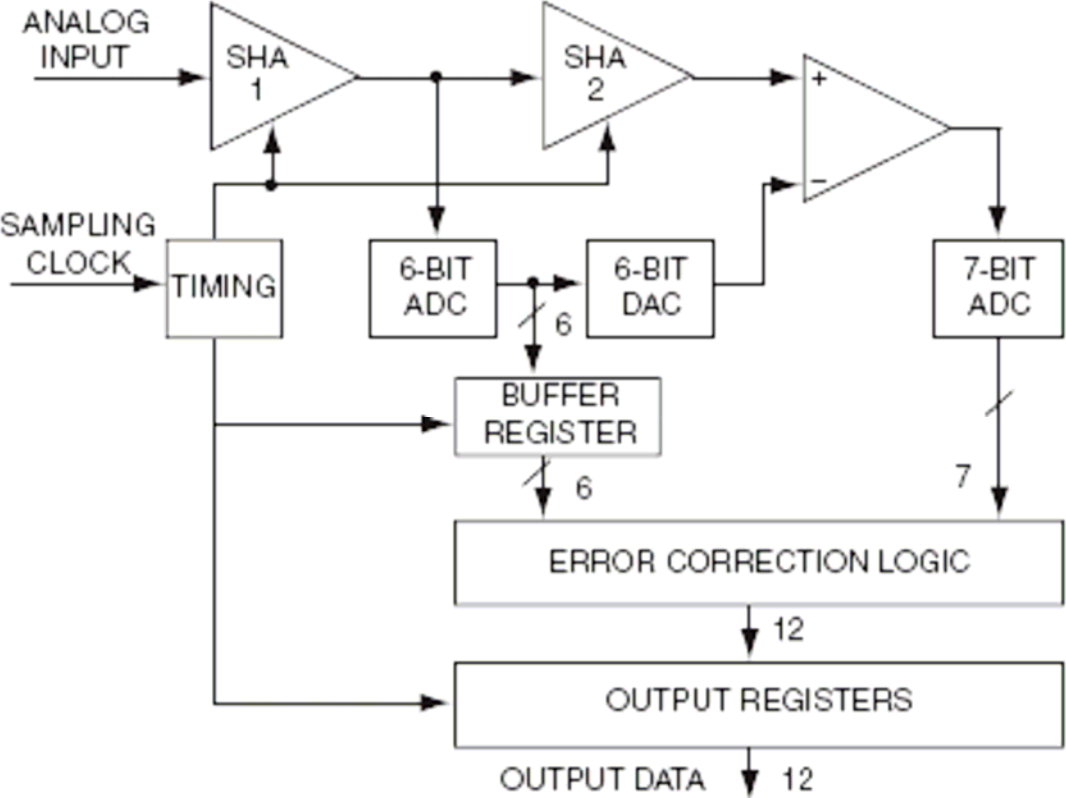 ANALOG
INPUT
SHA
1
SHA
2
+
−
SAMPLING
CLOCK
TIMING
6-BIT
ADC
6-BIT
DAC
7-BIT
ADC
6
BUFFER
REGISTER
6
7
ERROR CORRECTION LOGIC
12
OUTPUT REGISTERS
OUTPUT DATA
12